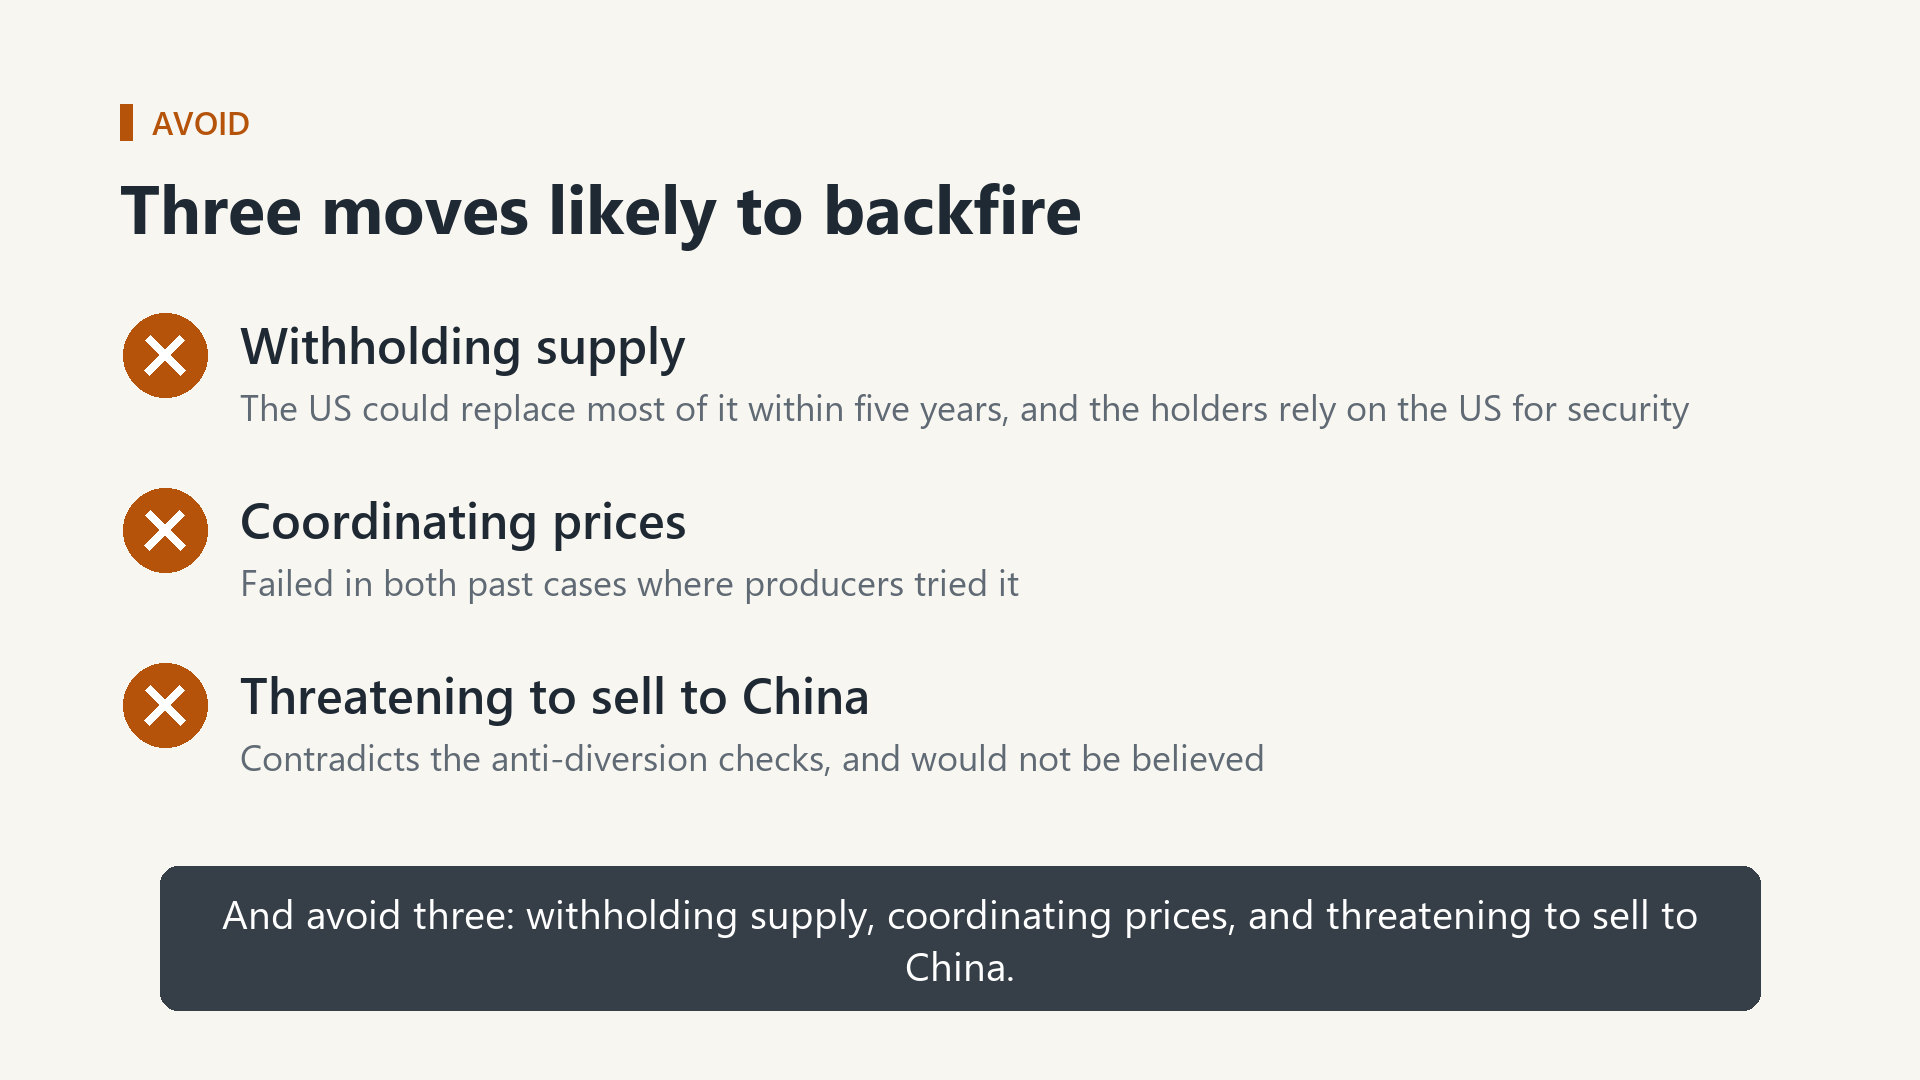 AVOID
Three moves likely to backfire
Withholding supply
The US could replace most of it within five years, and the holders rely on the US for security
Coordinating prices
Failed in both past cases where producers tried it
Threatening to sell to China
Contradicts the anti-diversion checks, and would not be believed
And avoid three: withholding supply, coordinating prices, and threatening to sell to
China.